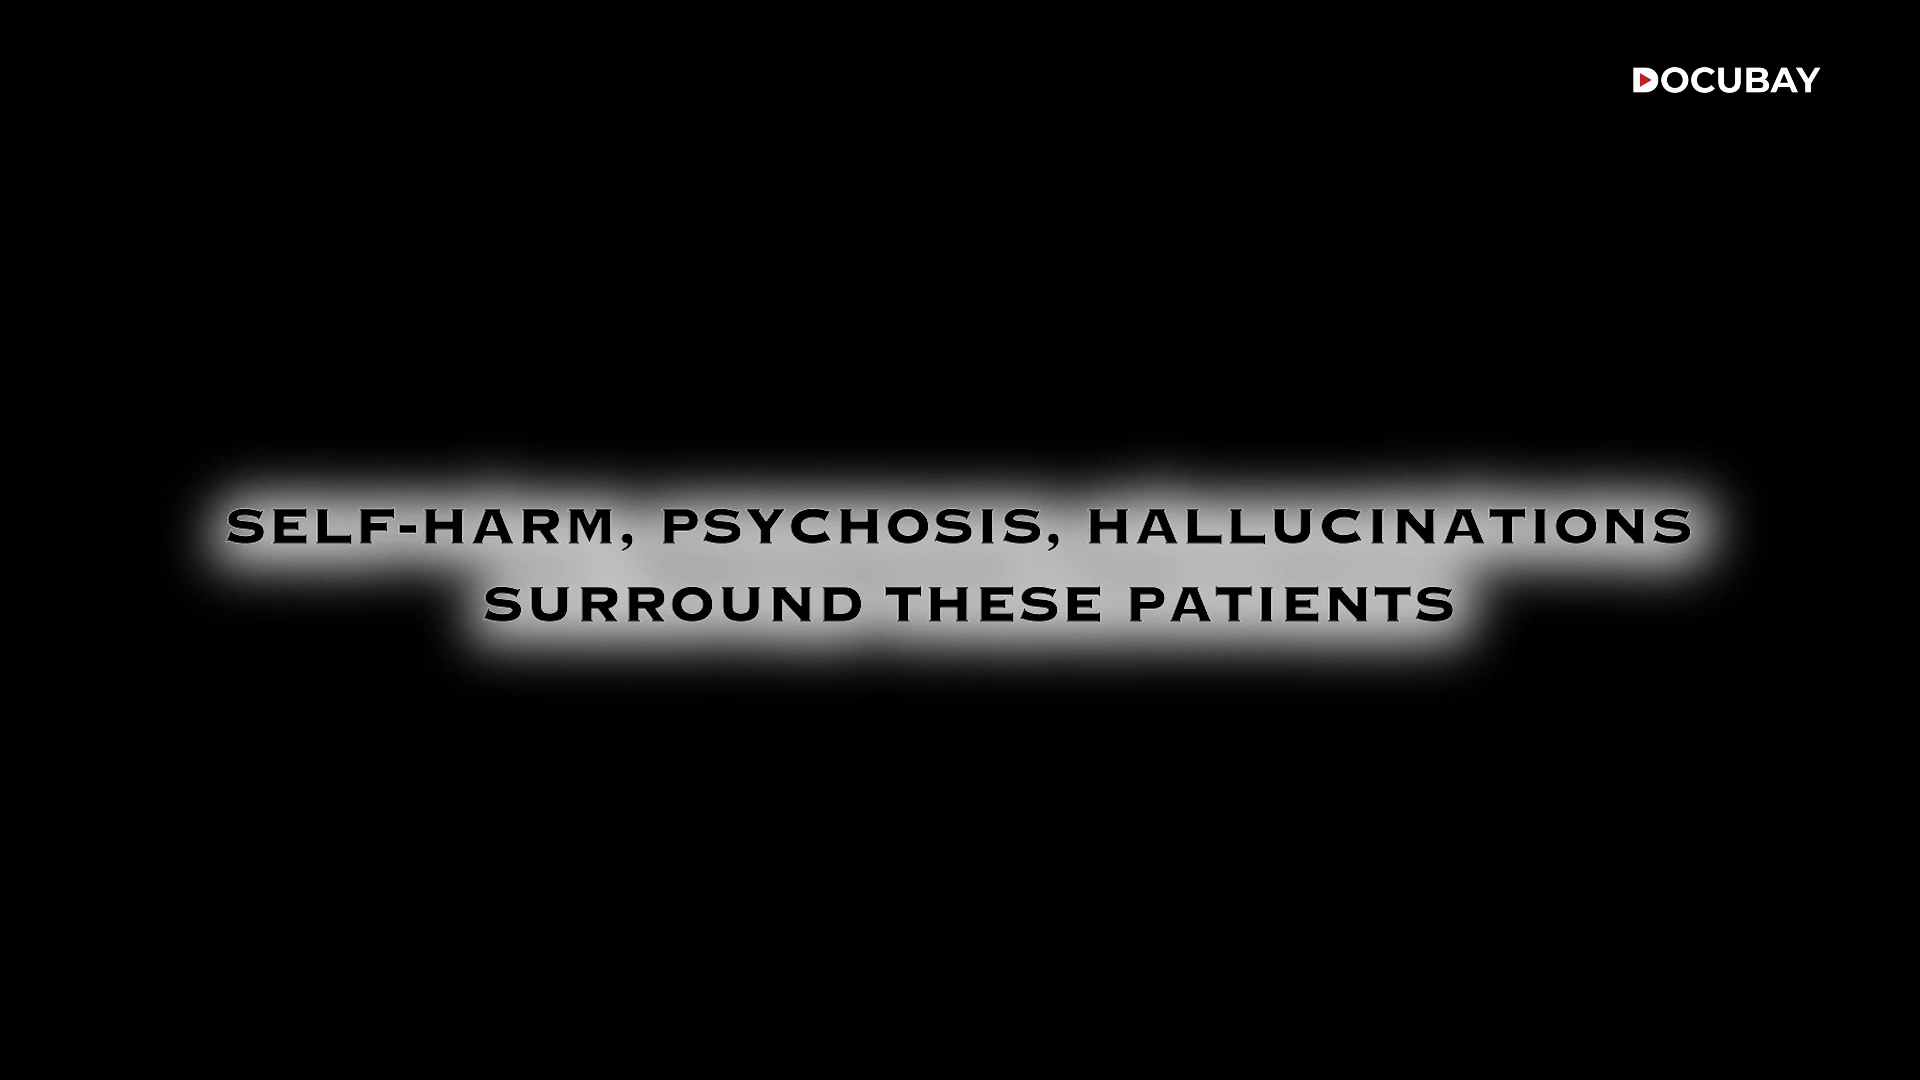 DOCUBAY
SELF-HARM, PSYCHOSIS, HALLUCINATIONS
SURROUND THESE PATIENTS